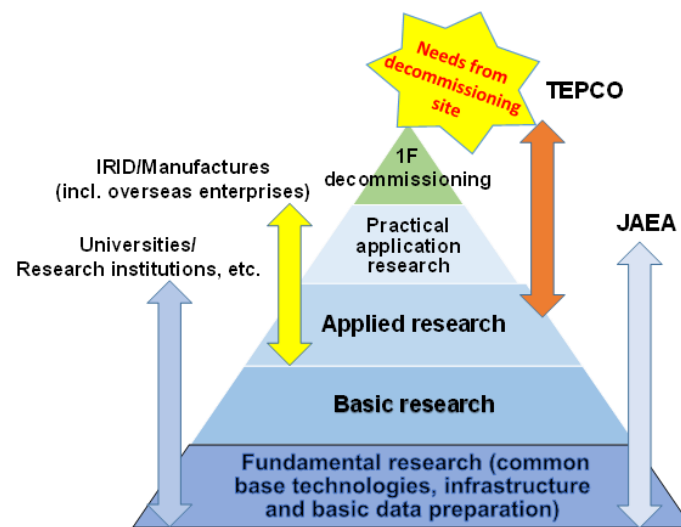 Needs from
decommissioning
site
TEPCO
1F
decommissioning
IRID/Manufactures
(incl. overseas enterprises)
Practical
application
research
JAEA
Universities/
Research institutions, etc.
Applied research
Basic research
Fundamental research (common
base technologies, infrastructure
and basic data preparation)